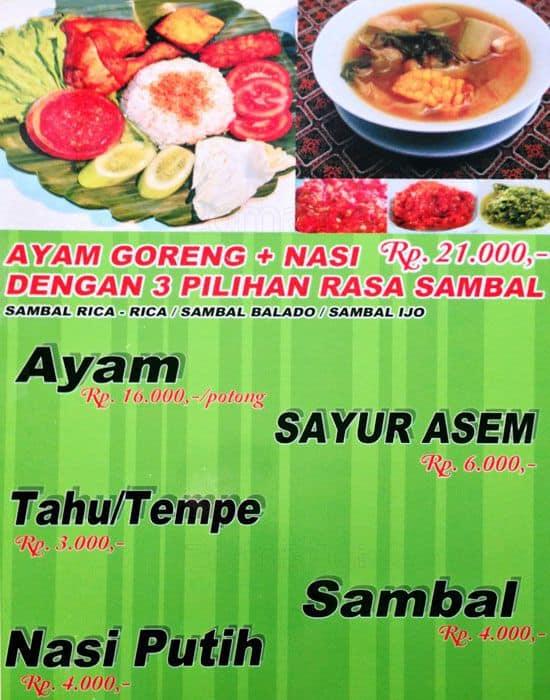 AYAM GORENG + NASI Rp. 21.000,-
DENGAN 3 PILIHAN RASA SAMBAL
SAMBAL RICA - RICA / SAMBAL BALADO / SAMBAL IJO
Ayam
Rp. 16.000,-/potong
SAYUR ASEM
Rp. 6.000,-
Tahu/Tempe
Rp. 3.000,-
Sambal
Rp. 4.000,-
Nasi Putih
Rp. 4.000,-